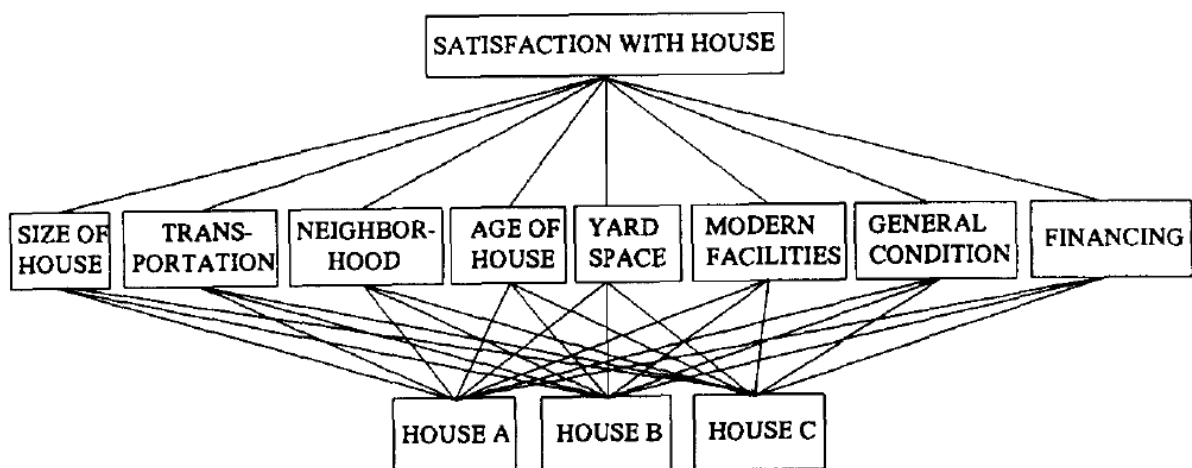 SATISFACTION WITH HOUSE
SIZE OF
HOUSE
TRANS-
PORTATION
NEIGHBOR-
HOOD
AGE OF
HOUSE
YARD
SPACE
MODERN
FACILITIES
GENERAL
CONDITION
FINANCING
HOUSE A
HOUSE B
HOUSE C